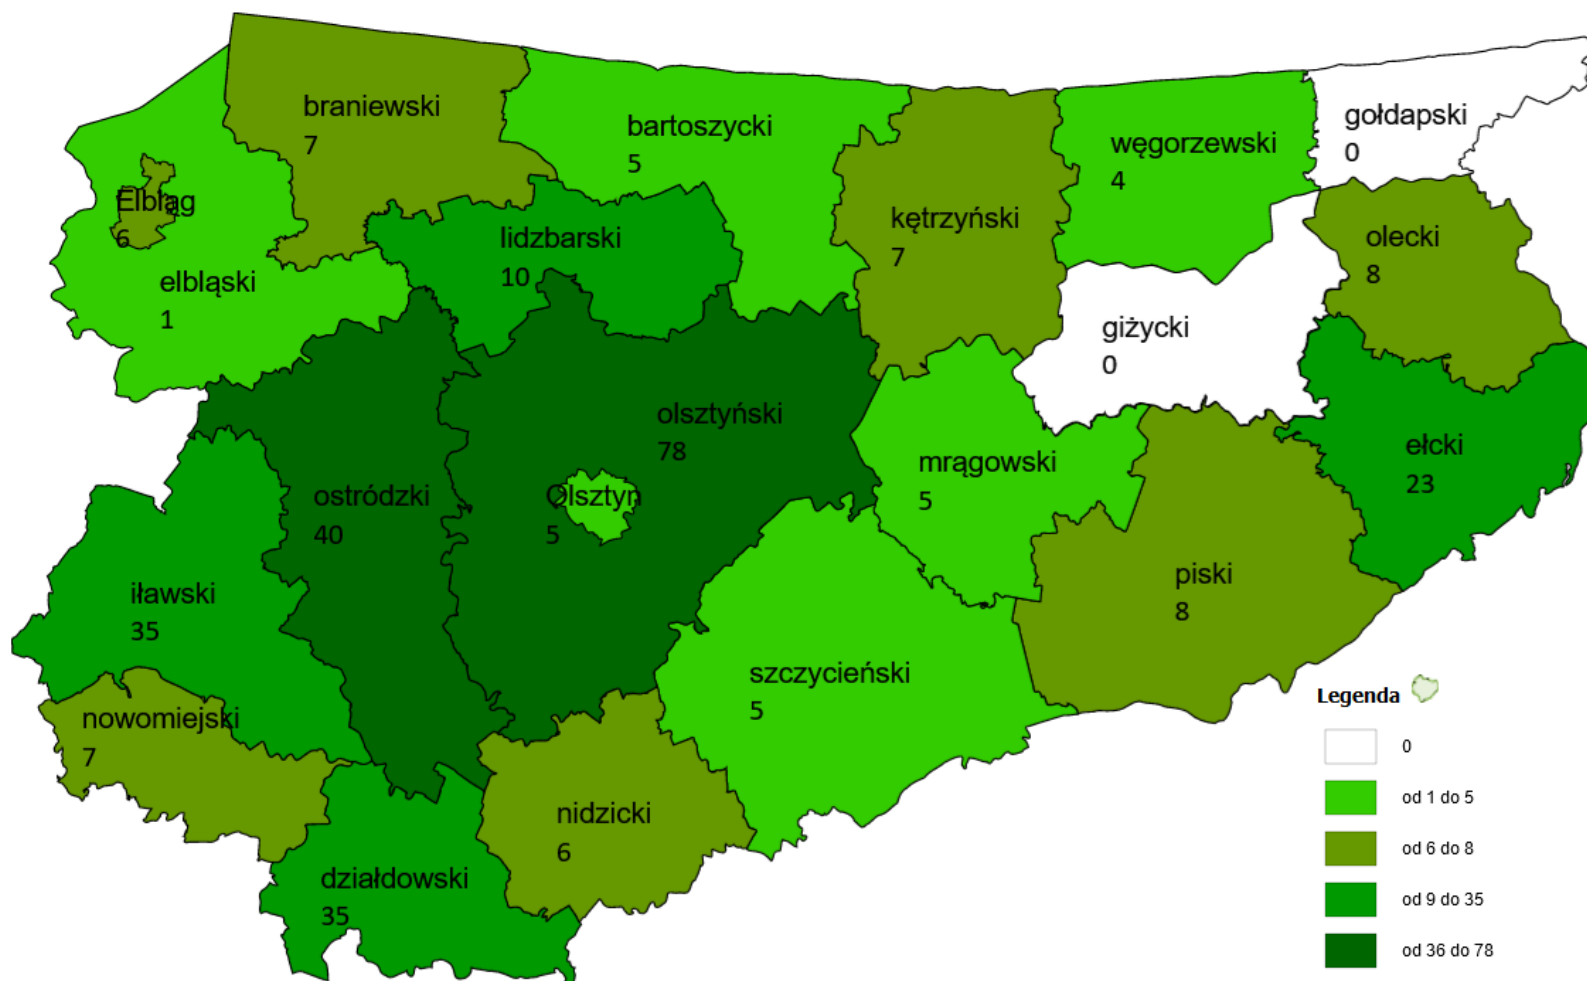 braniewski
7
bartoszycki
5
węgorzewski
4
gołdapski
0
Elbląg
6
elbląski
1
lidzbarski
10
kętrzyński
7
olecki
8
giżycki
0
olsztyński
78
Olsztyn
5
ostródzki
40
mrągowski
5
ełcki
23
iławski
35
piski
8
szczycieński
5
nowomiejski
7
nidzicki
6
działdowski
35
Legenda
0
od 1 do 5
od 6 do 8
od 9 do 35
od 36 do 78